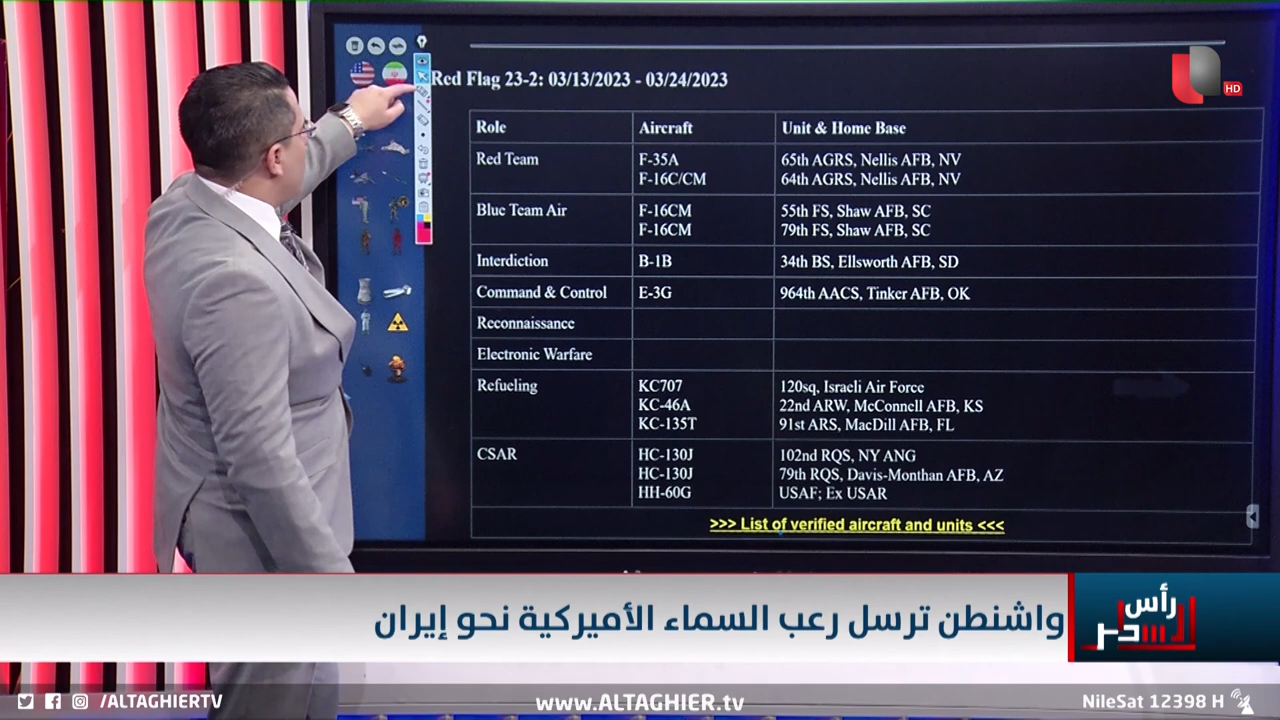 Red Flag 23-2: 03/13/2023 - 03/24/2023
HD
Role Aircraft Unit & Home Base
Red Team F-35A 65th AGRS, Nellis AFB, NV
F-16C/CM 64th AGRS, Nellis AFB, NV
Blue Team Air F-16CM 55th FS, Shaw AFB, SC
F-16CM 79th FS, Shaw AFB, SC
Interdiction B-1B 34th BS, Ellsworth AFB, SD
Command & Control E-3G 964th AACS, Tinker AFB, OK
Reconnaissance
Electronic Warfare
Refueling KC707 120sq, Israeli Air Force
KC-46A 22nd ARW, McConnell AFB, KS
KC-135T 91st ARS, MacDill AFB, FL
CSAR HC-130J 102nd RQS, NY ANG
HC-130J 79th RQS, Davis-Monthan AFB, AZ
HH-60G USAF; Ex USAR
>>> List of verified aircraft and units <<<
رأس السطر
واشنطن ترسل رعب السماء الأميركية نحو إيران
/ALTAGHIERTV www.ALTAGHIER.tv NileSat 12398 H